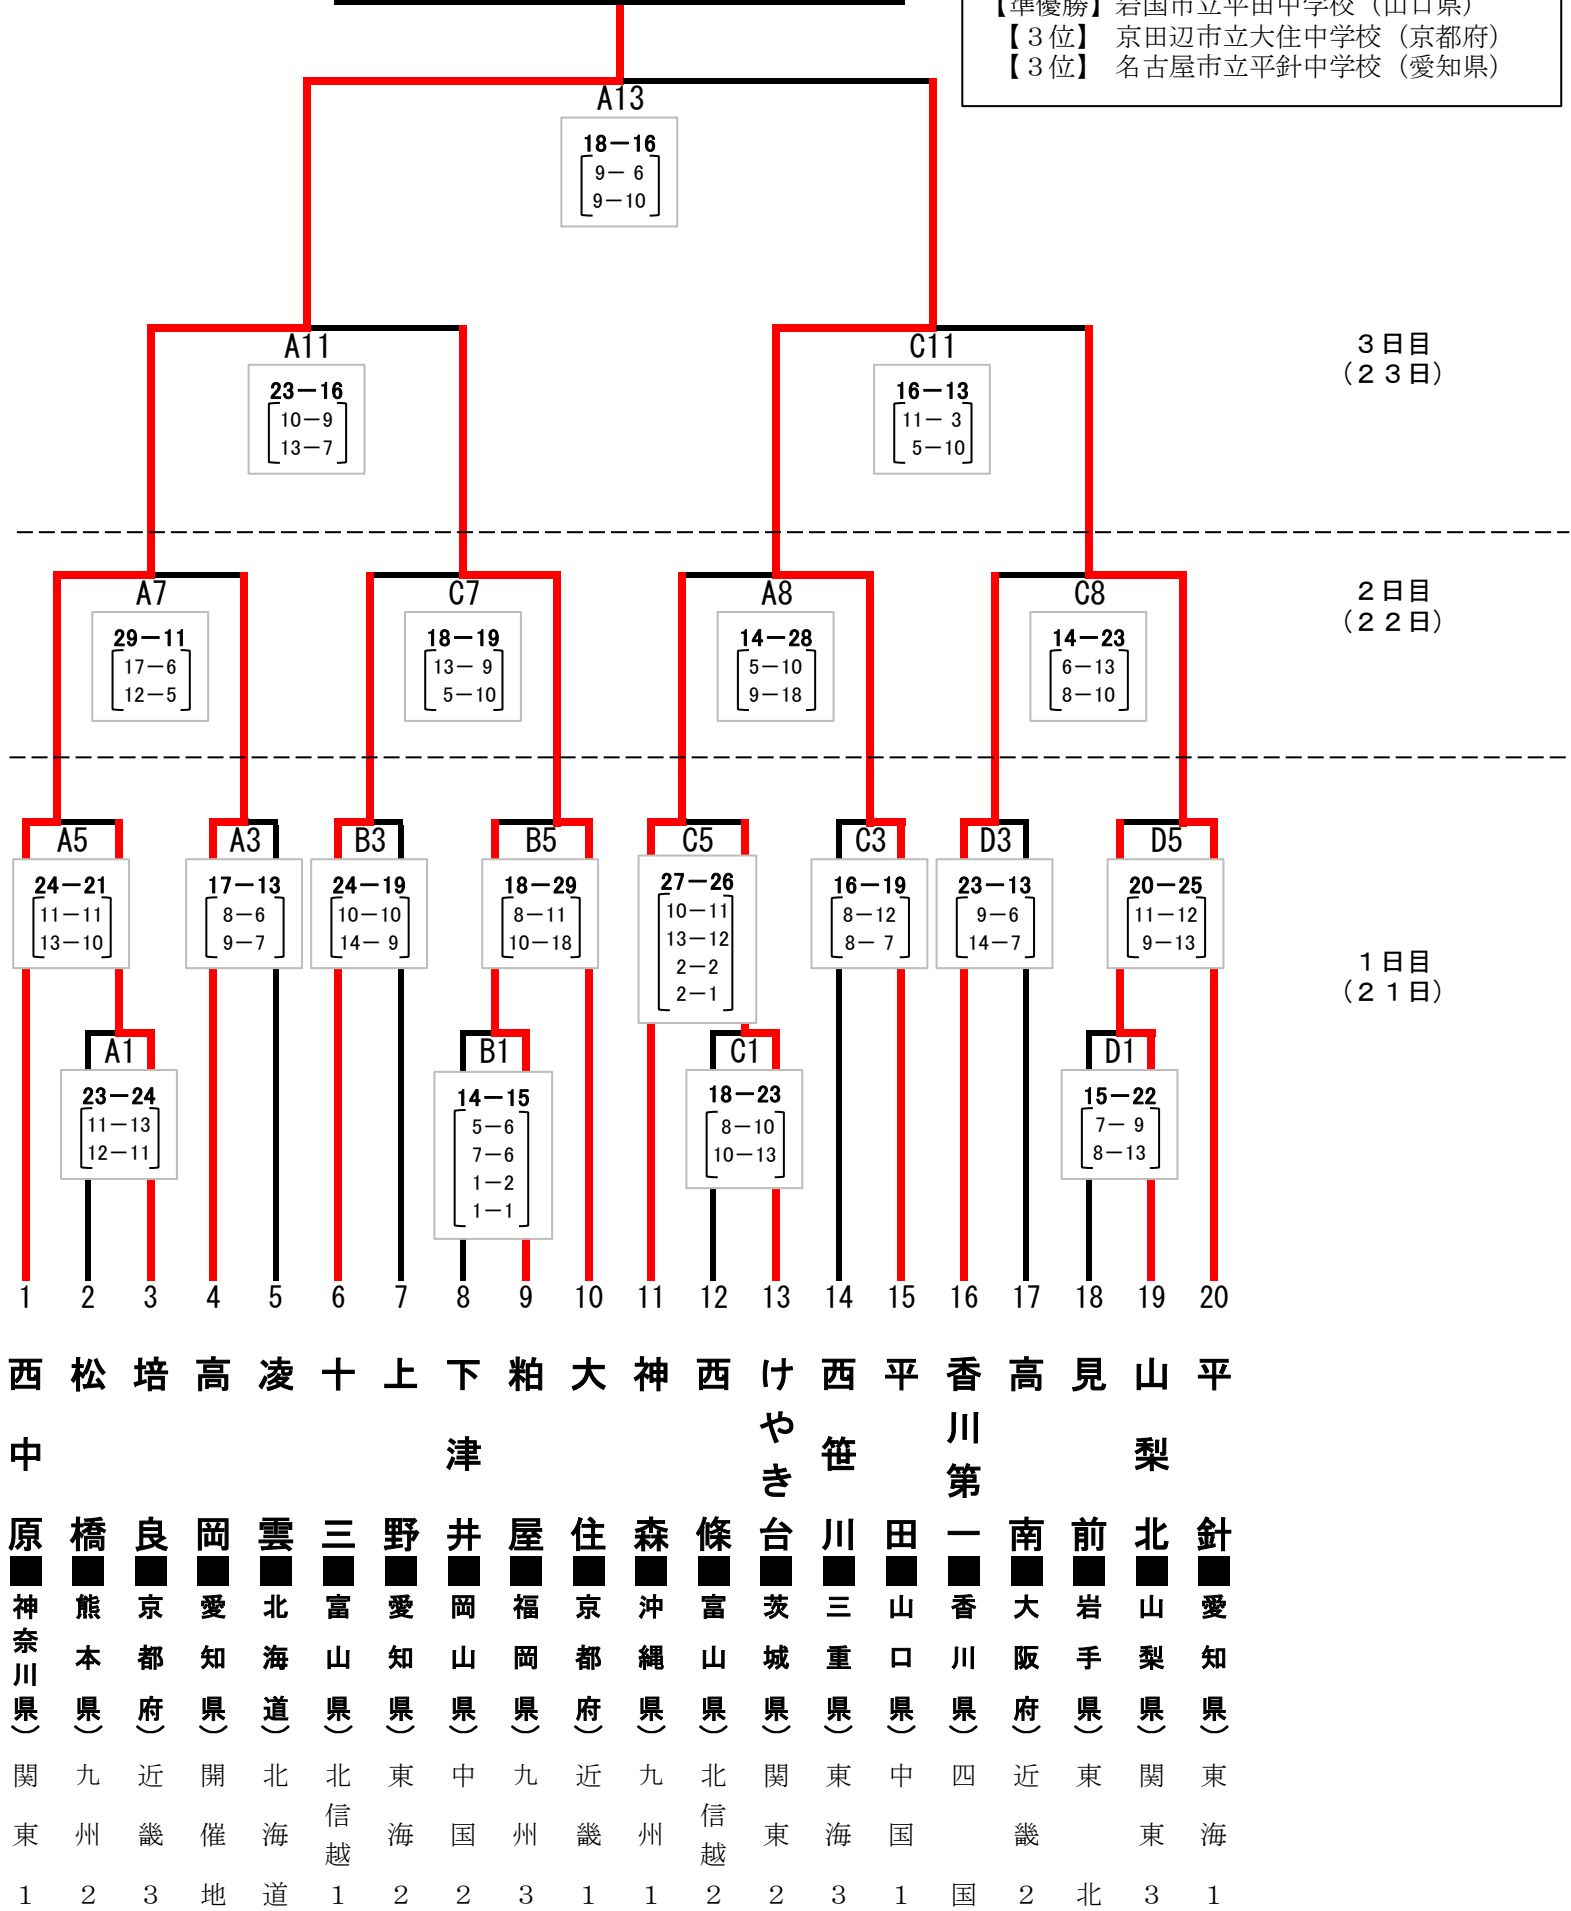 【準優勝】岩国市立平田中学校（山口県）
【３位】 京田辺市立大住中学校（京都府）
【３位】 名古屋市立平針中学校（愛知県）
A13
18－16
9－ 6
9－10
A11
23－16
10－9
13－7
C11
16－13
11－ 3
5－10
３日目
（２３日）
A7
29－11
17－6
12－5
C7
18－19
13－ 9
5－10
A8
14－28
5－10
9－18
C8
14－23
6－13
8－10
２日目
（２２日）
A5
24－21
11－11
13－10
A3
17－13
8－6
9－7
B3
24－19
10－10
14－ 9
B5
18－29
8－11
10－18
C5
27－26
10－11
13－12
2－2
2－1
C3
16－19
8－12
8－ 7
D3
23－13
9－6
14－7
D5
20－25
11－12
9－13
１日目
（２１日）
A1
23－24
11－13
12－11
B1
14－15
5－6
7－6
1－2
1－1
C1
18－23
8－10
10－13
D1
15－22
7－ 9
8－13
1 2 3 4 5 6 7 8 9 10 11 12 13 14 15 16 17 18 19 20
西中原■神奈川県） 関東1
松橋■熊本県） 九州2
培良■京都府） 近畿3
高岡■愛知県） 開催地
凌雲■北海道） 北海道
十三■富山県） 北信越1
上野■愛知県） 東海2
下津井■岡山県） 中国2
粕屋■福岡県） 九州3
大住■京都府） 近畿1
神森■沖縄県） 九州1
西條■富山県） 北信越2
けやき台■茨城県） 関東2
西笹川■三重県） 東海3
平田■山口県） 中国1
香川第一■香川県） 四国
高南■大阪府） 近畿2
見前■岩手県） 東北
山梨北■山梨県） 関東3
平針■愛知県） 東海1